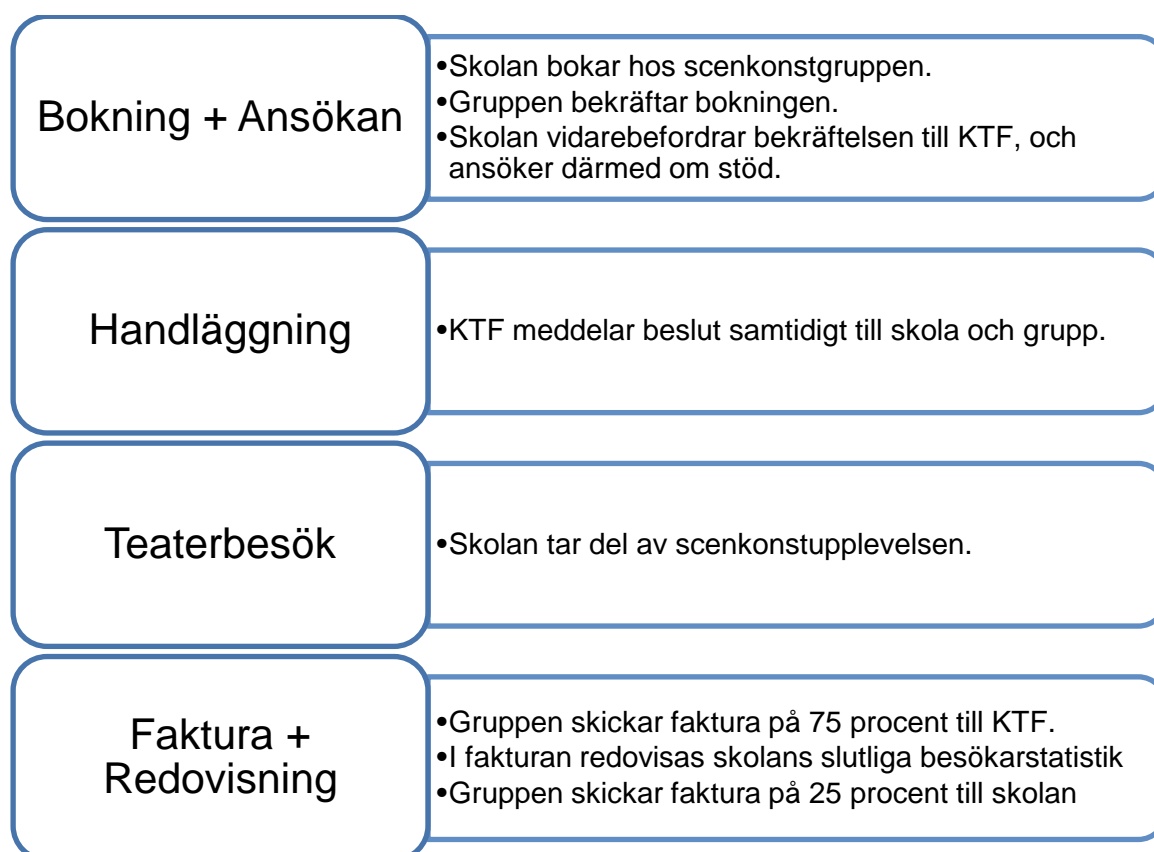 Bokning + Ansökan
•Skolan bokar hos scenkonstgruppen.
•Gruppen bekräftar bokningen.
•Skolan vidarebefordrar bekräftelsen till KTF, och
ansöker därmed om stöd.
Handläggning
•KTF meddelar beslut samtidigt till skola och grupp.
Teaterbesök
•Skolan tar del av scenkonstupplevelsen.
Faktura +
Redovisning
•Gruppen skickar faktura på 75 procent till KTF.
•I fakturan redovisas skolans slutliga besökarstatistik
•Gruppen skickar faktura på 25 procent till skolan